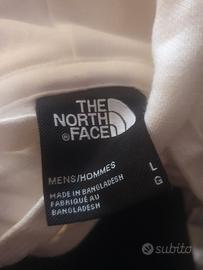 THE
NORTH
FACE
®
MENS/HOMMES
L
G
MADE IN BANGLADESH
FABRIQUÉ AU
BANGLADESH
subito